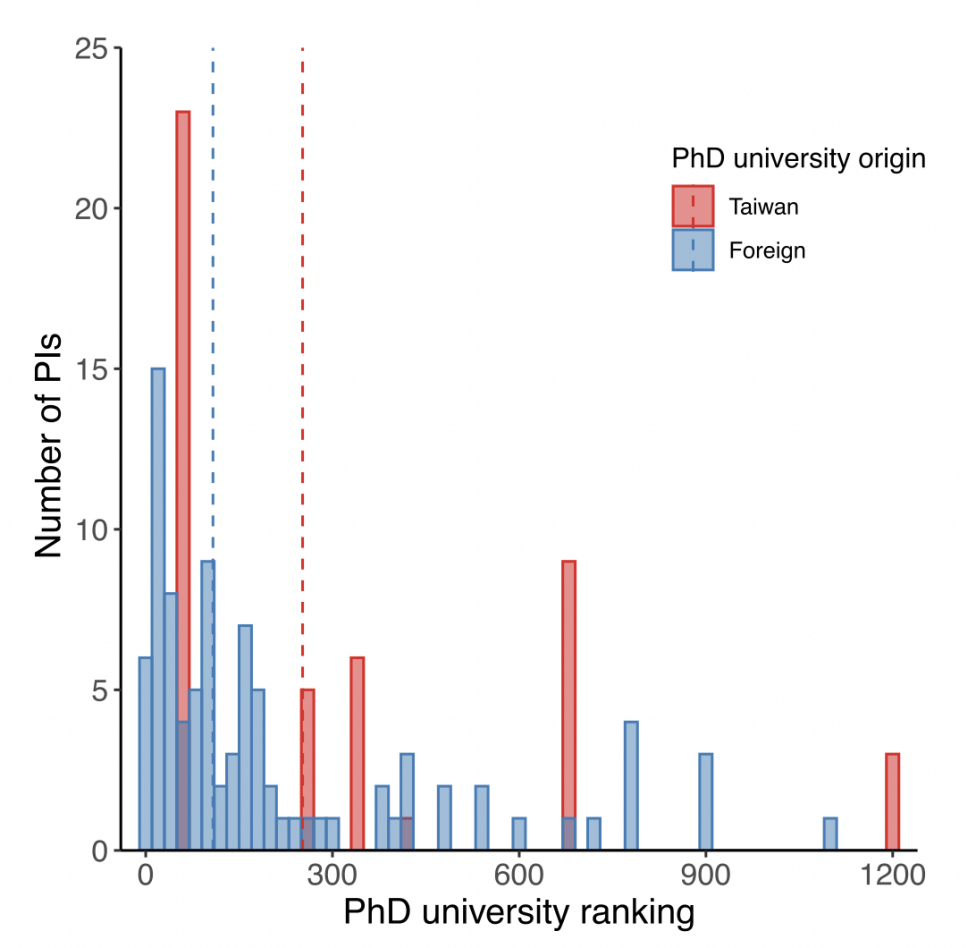 25
20
15
10
5
0
Number of PIs
PhD university origin
Taiwan
Foreign
0 300 600 900 1200
PhD university ranking